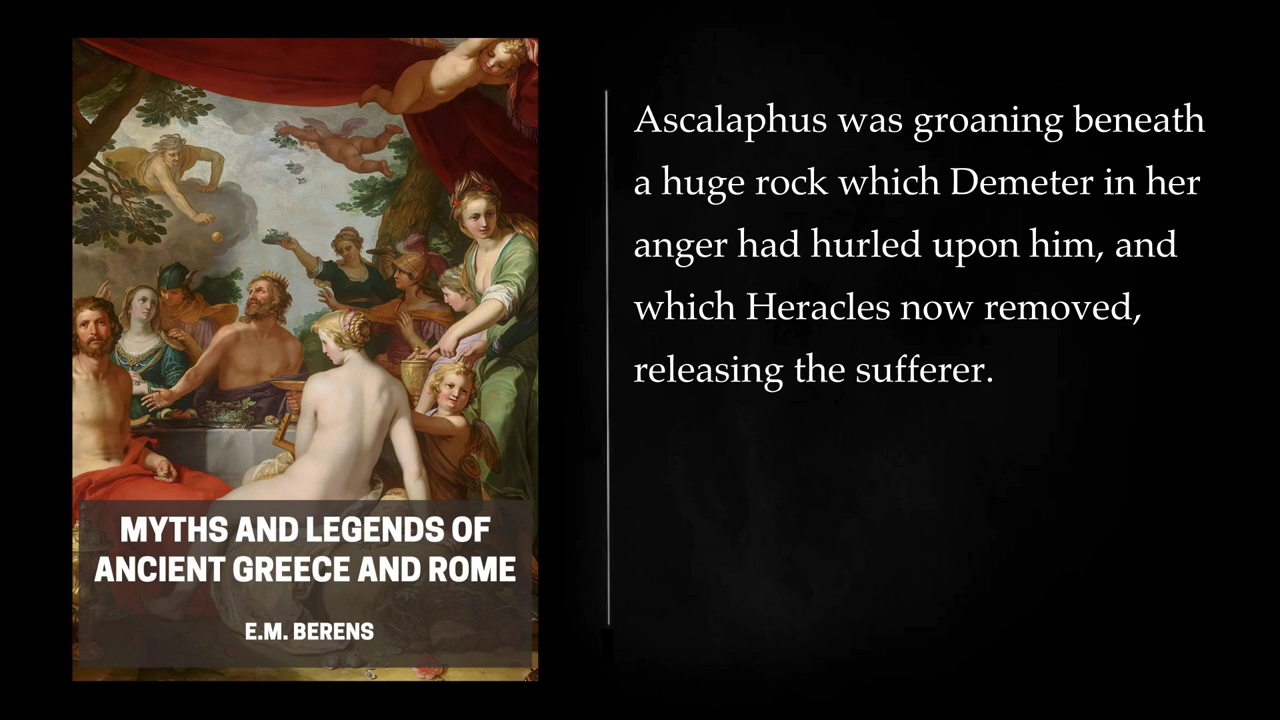 MYTHS AND LEGENDS OF
ANCIENT GREECE AND ROME
E.M. BERENS
Ascalaphus was groaning beneath
a huge rock which Demeter in her
anger had hurled upon him, and
which Heracles now removed,
releasing the sufferer.